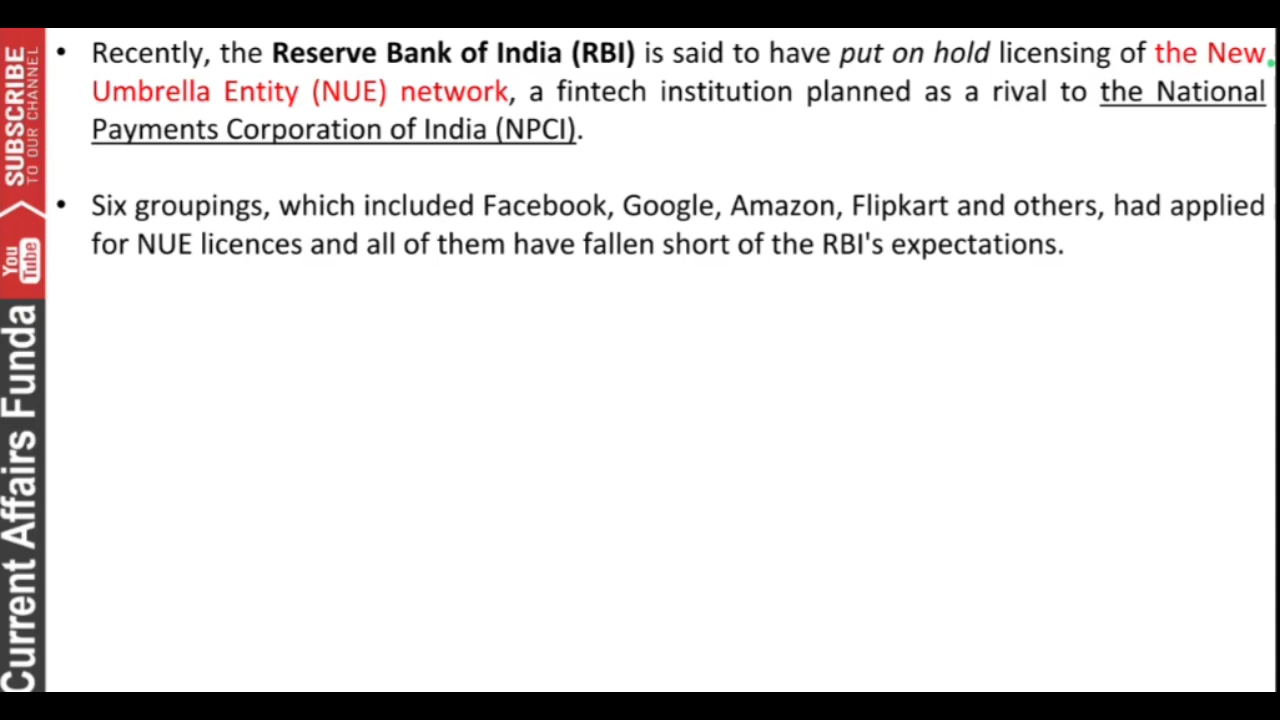 • Recently, the Reserve Bank of India (RBI) is said to have put on hold licensing of the New
Umbrella Entity (NUE) network, a fintech institution planned as a rival to the National
Payments Corporation of India (NPCI).
• Six groupings, which included Facebook, Google, Amazon, Flipkart and others, had applied
for NUE licences and all of them have fallen short of the RBI's expectations.
SUBSCRIBE
TO OUR CHANNEL
You
Tube
Current Affairs Funda